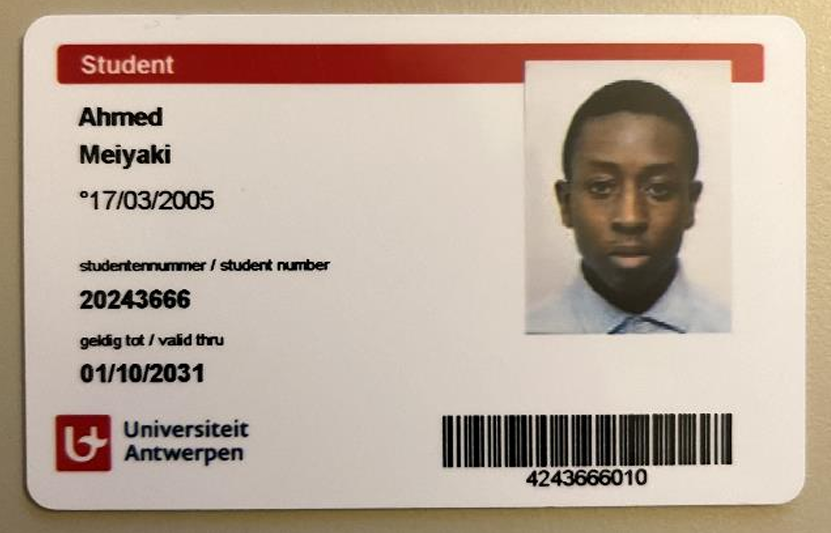 Student
Ahmed
Meiyaki
°17/03/2005
studentennummer / student number
20243666
geldig tot / valid thru
01/10/2031
Universiteit
Antwerpen
4243666010